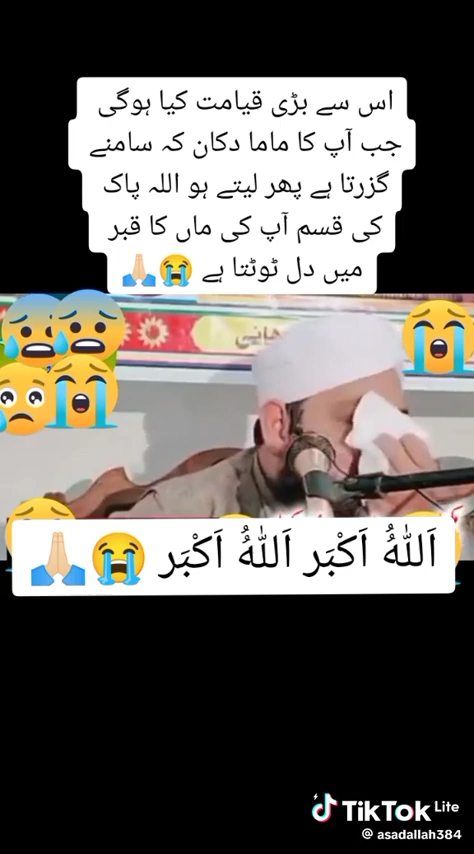 اس سے بڑی قیامت کیا ہوگی
جب آپ کا ماما دکان کہ سامنے
گزرتا ہے پھر لیتے ہو اللہ پاک
کی قسم آپ کی ماں کا قبر
میں دل ٹوٹتا ہے 😭🙏🏼
اَللّٰهُ اَکْبَر اَللّٰهُ اَکْبَر 😭🙏🏼
TikTok Lite
@ asadallah384